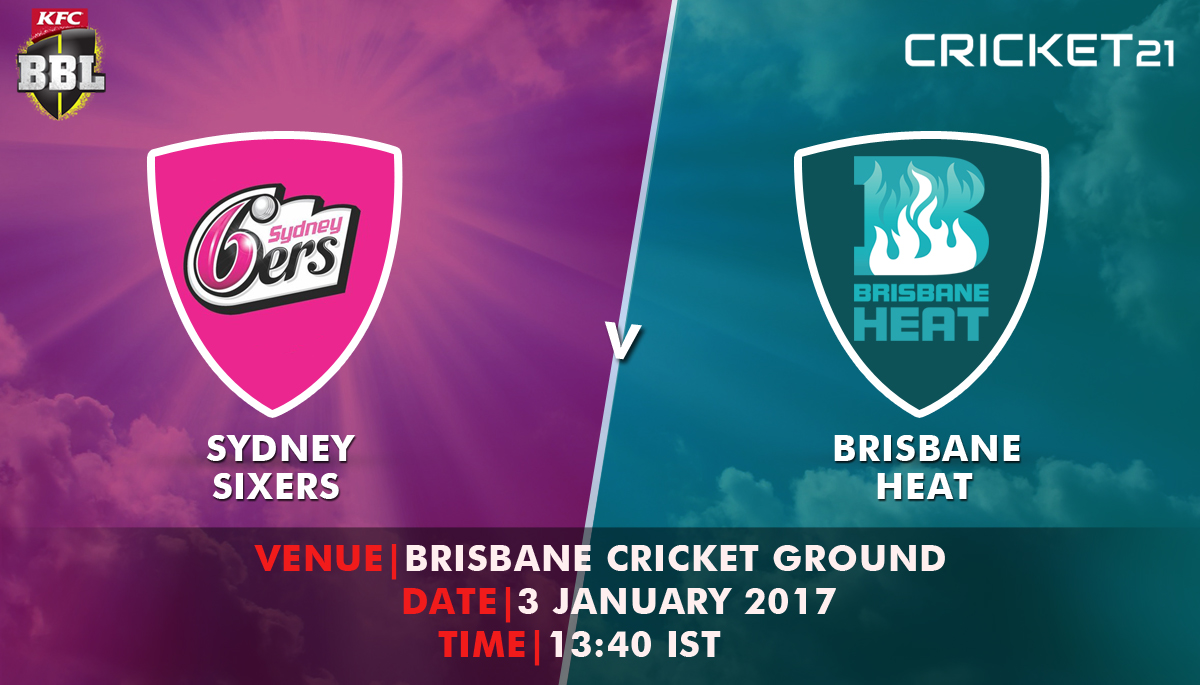 KFC
BBL
CRICKET21
Sydney
6ers
B
BRISBANE
HEAT
V
SYDNEY
SIXERS
BRISBANE
HEAT
VENUE|BRISBANE CRICKET GROUND
DATE|3 JANUARY 2017
TIME|13:40 IST